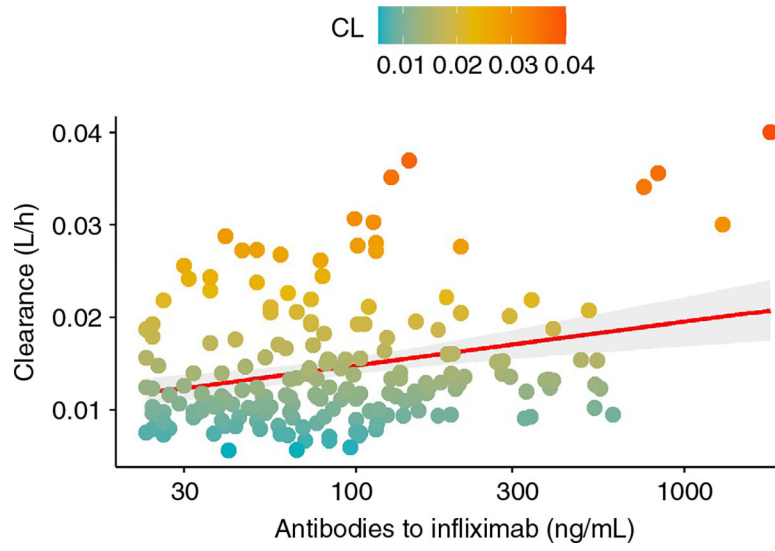 CL
0.01 0.02 0.03 0.04
0.04
0.03
0.02
0.01
Clearance (L/h)
30 100 300 1000
Antibodies to infliximab (ng/mL)